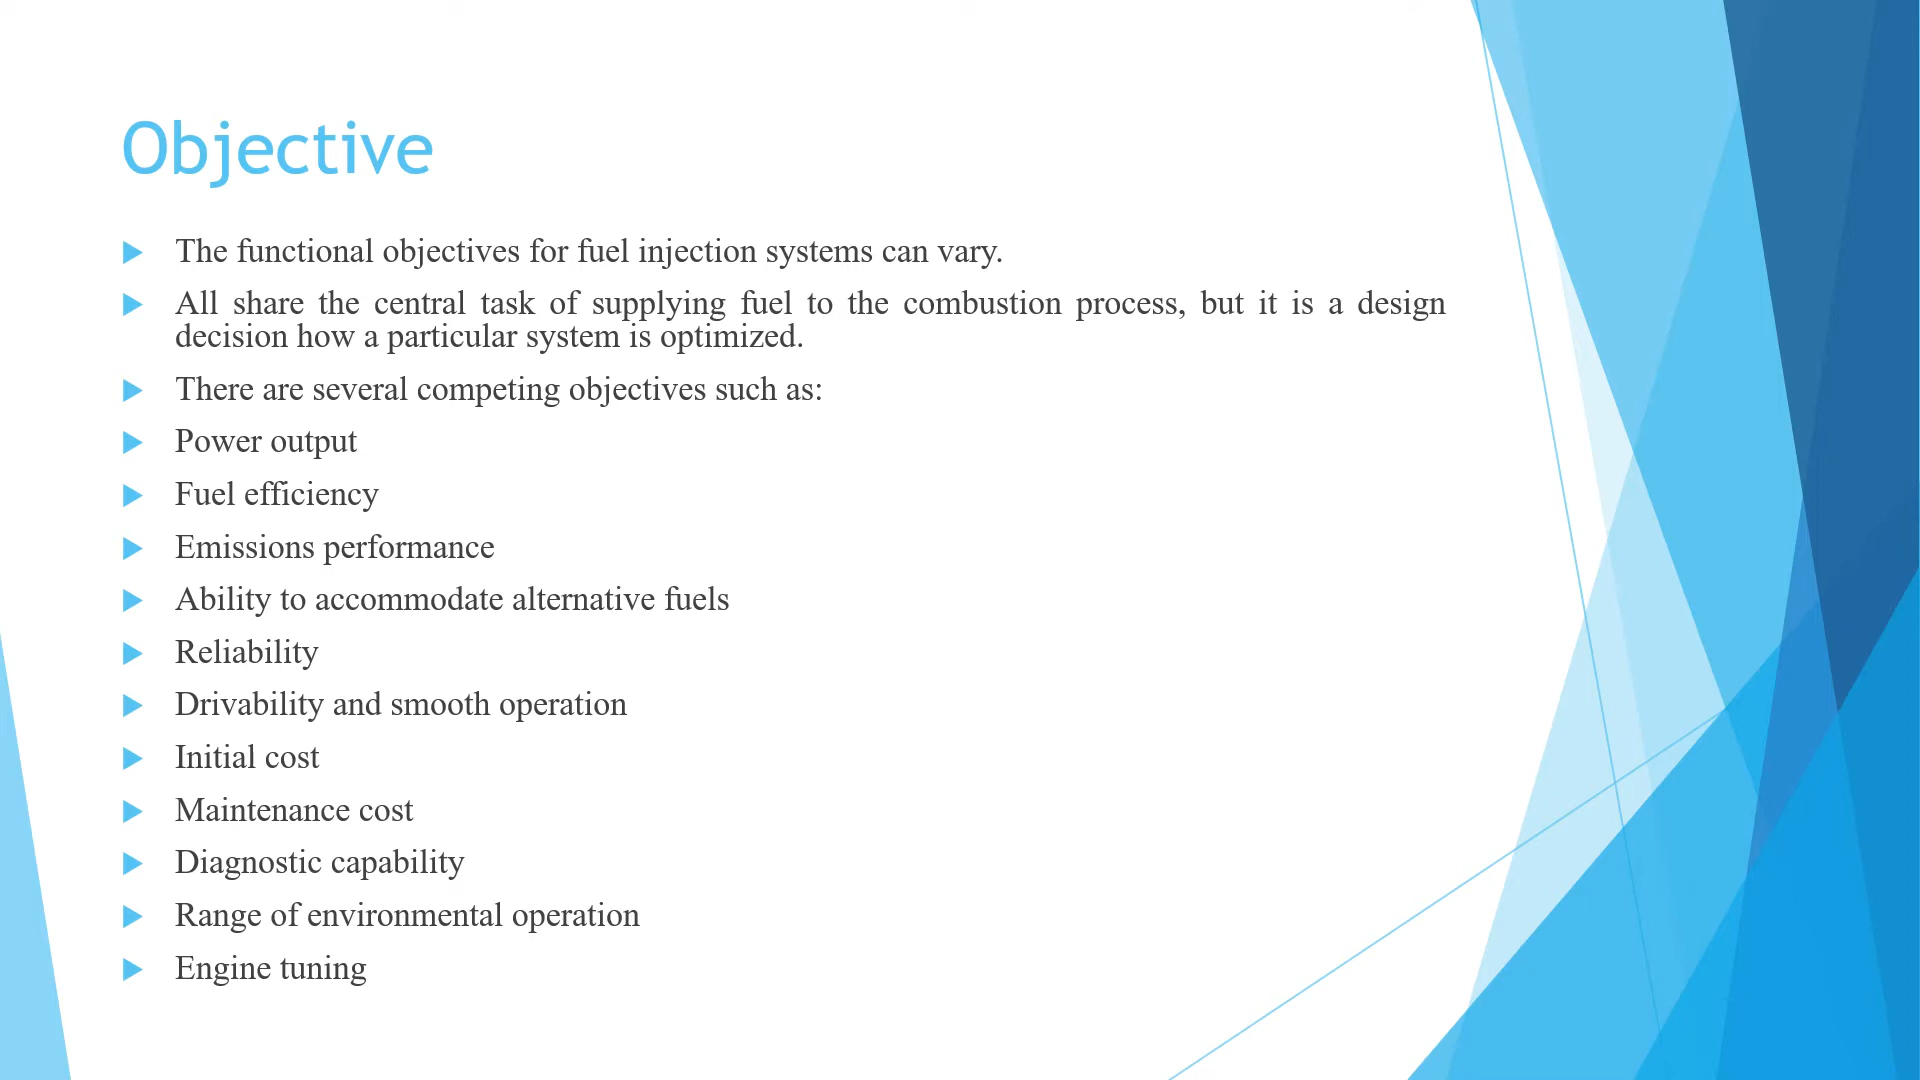 Objective
The functional objectives for fuel injection systems can vary.
All share the central task of supplying fuel to the combustion process, but it is a design
decision how a particular system is optimized.
There are several competing objectives such as:
Power output
Fuel efficiency
Emissions performance
Ability to accommodate alternative fuels
Reliability
Drivability and smooth operation
Initial cost
Maintenance cost
Diagnostic capability
Range of environmental operation
Engine tuning